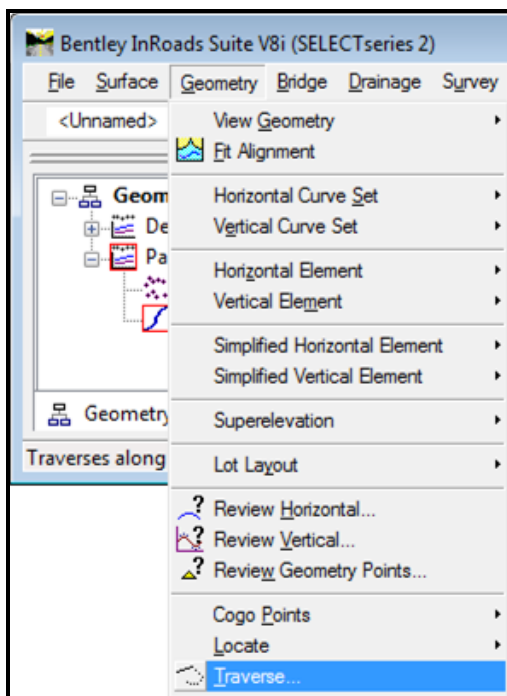 Bentley InRoads Suite V8i (SELECTseries 2)
File Surface Geometry Bridge Drainage Survey
<Unnamed>
View Geometry
Fit Alignment
Geom
Horizontal Curve Set
De
Vertical Curve Set
Pa
Horizontal Element
Vertical Element
Simplified Horizontal Element
Simplified Vertical Element
Geometry
Superelevation
Traverses along
Lot Layout
Review Horizontal...
Review Vertical...
Review Geometry Points...
Cogo Points
Locate
Traverse...